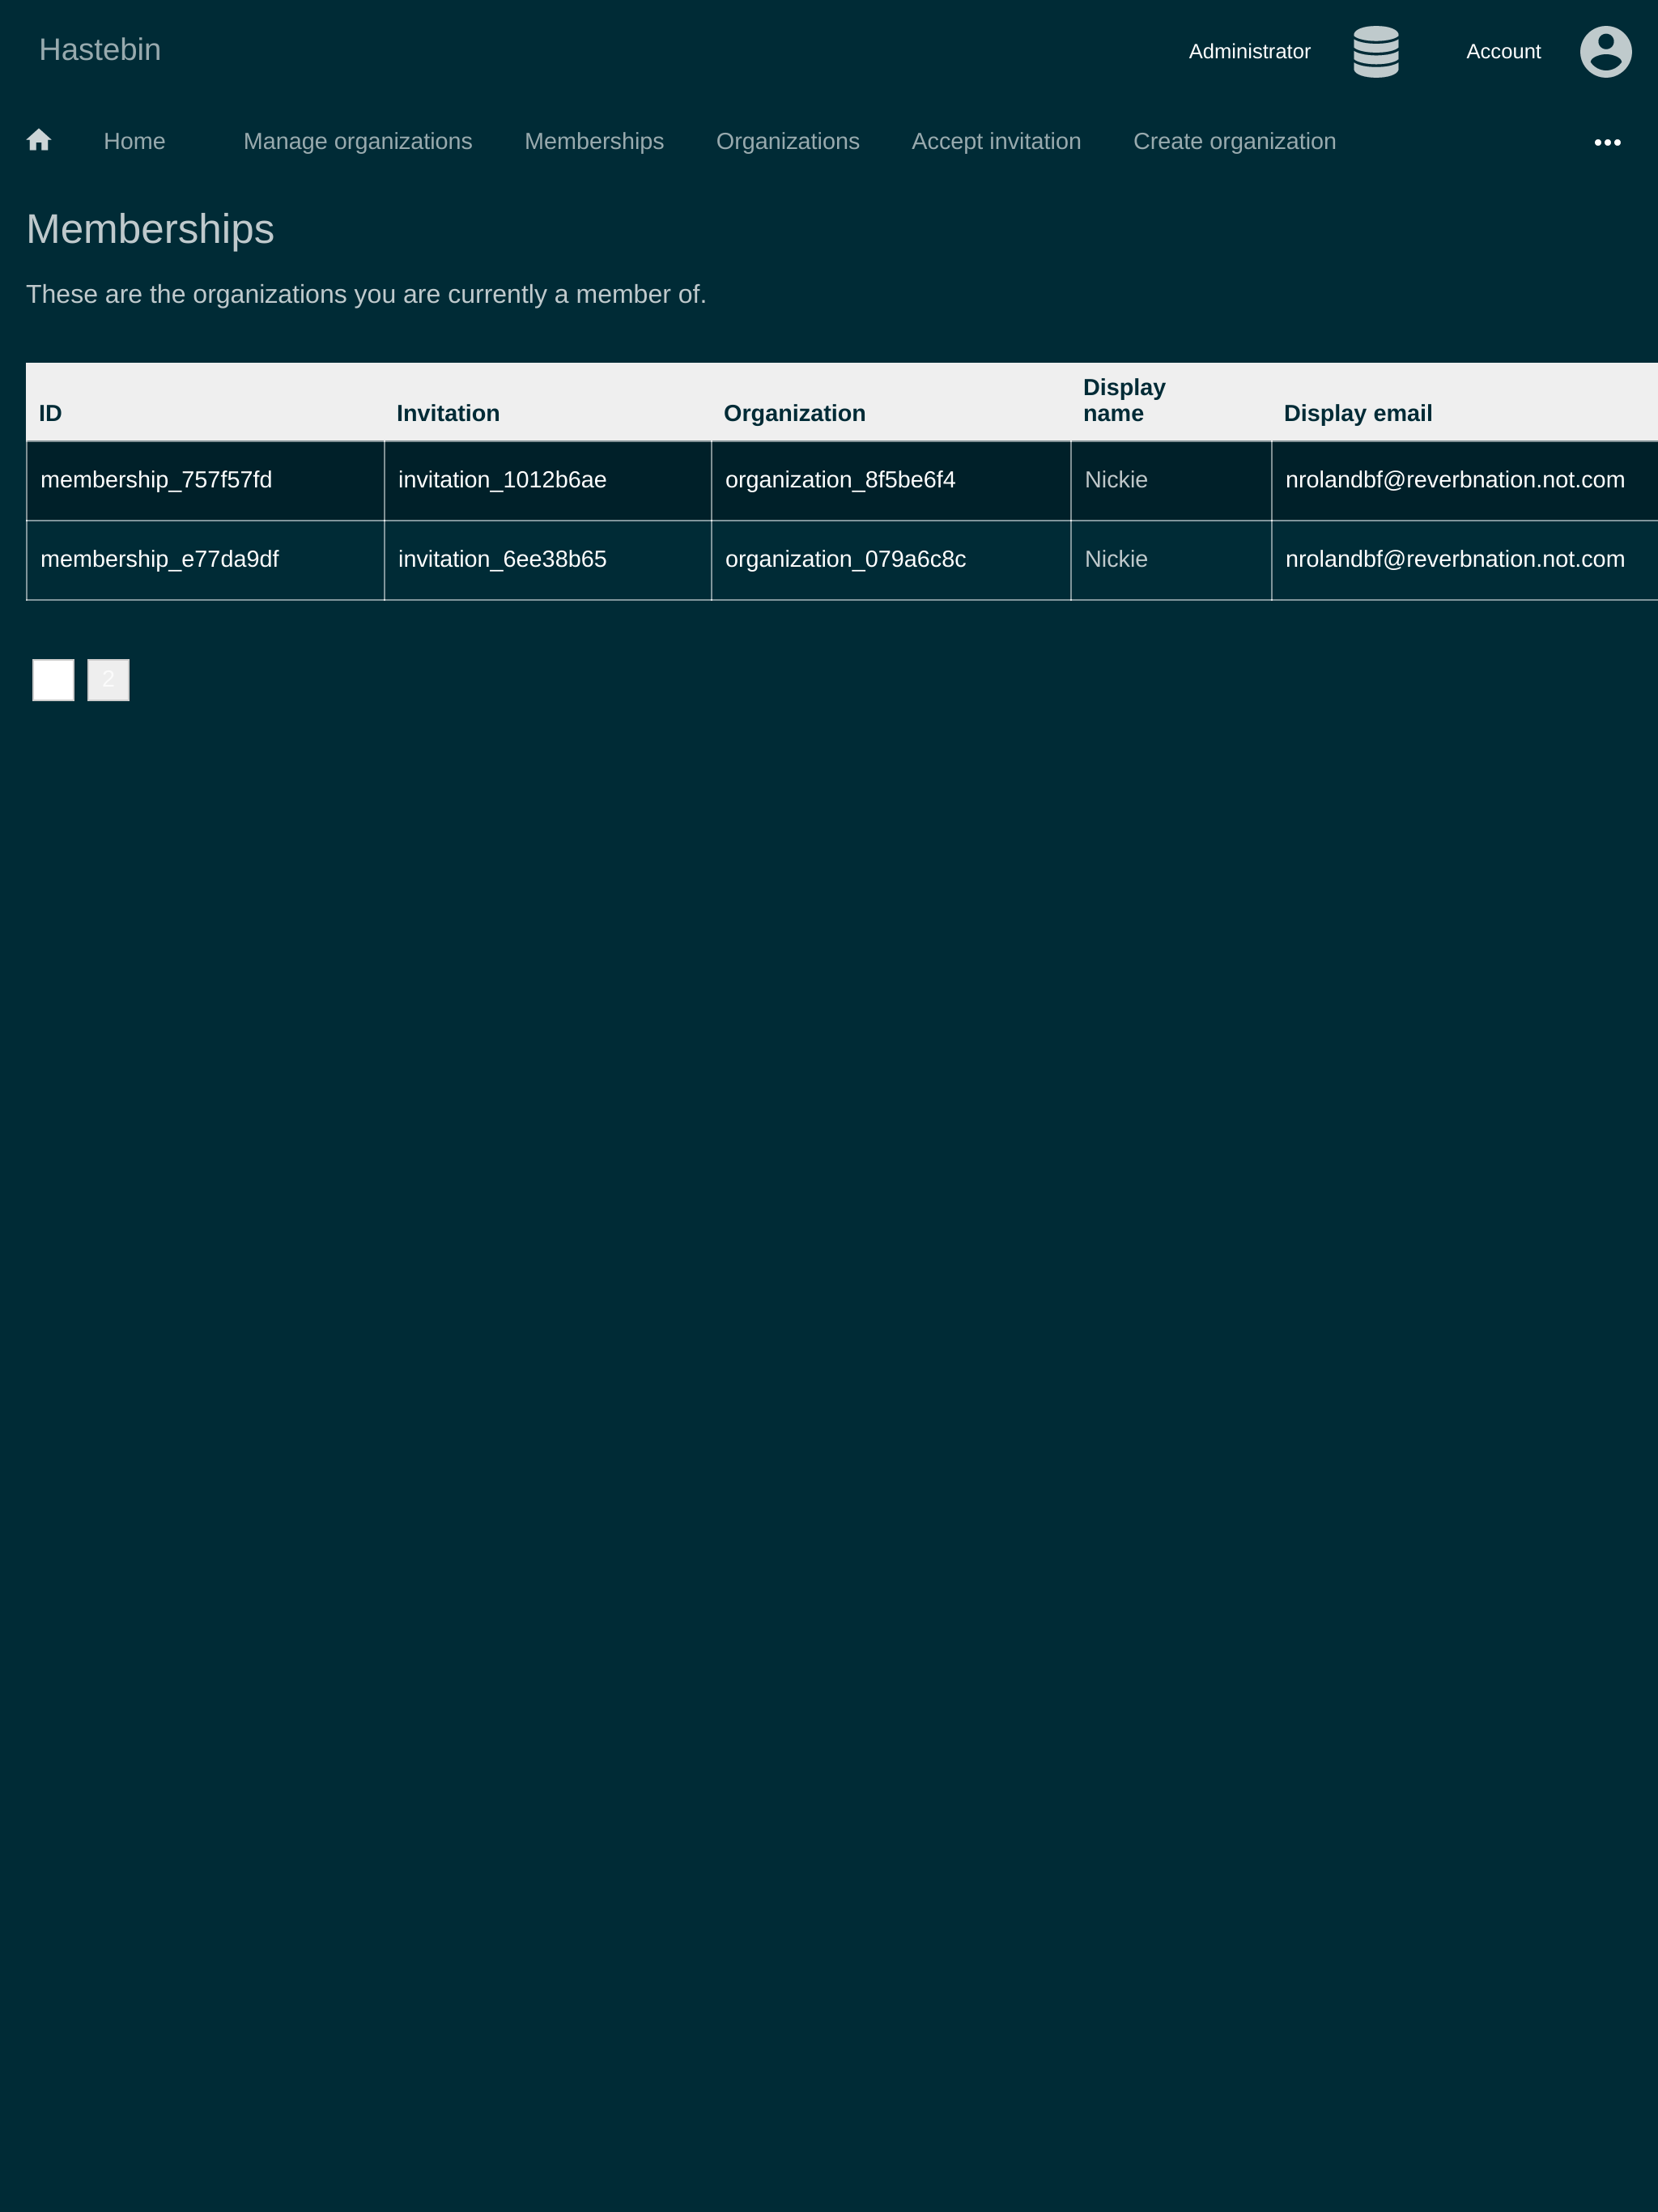 Hastebin
Administrator
Account
Home
Manage organizations
Memberships
Organizations
Accept invitation
Create organization
Memberships
These are the organizations you are currently a member of.
ID Invitation Organization Display name Display email
membership_757f57fd invitation_1012b6ae organization_8f5be6f4 Nickie nrolandbf@reverbnation.not.com
membership_e77da9df invitation_6ee38b65 organization_079a6c8c Nickie nrolandbf@reverbnation.not.com
2